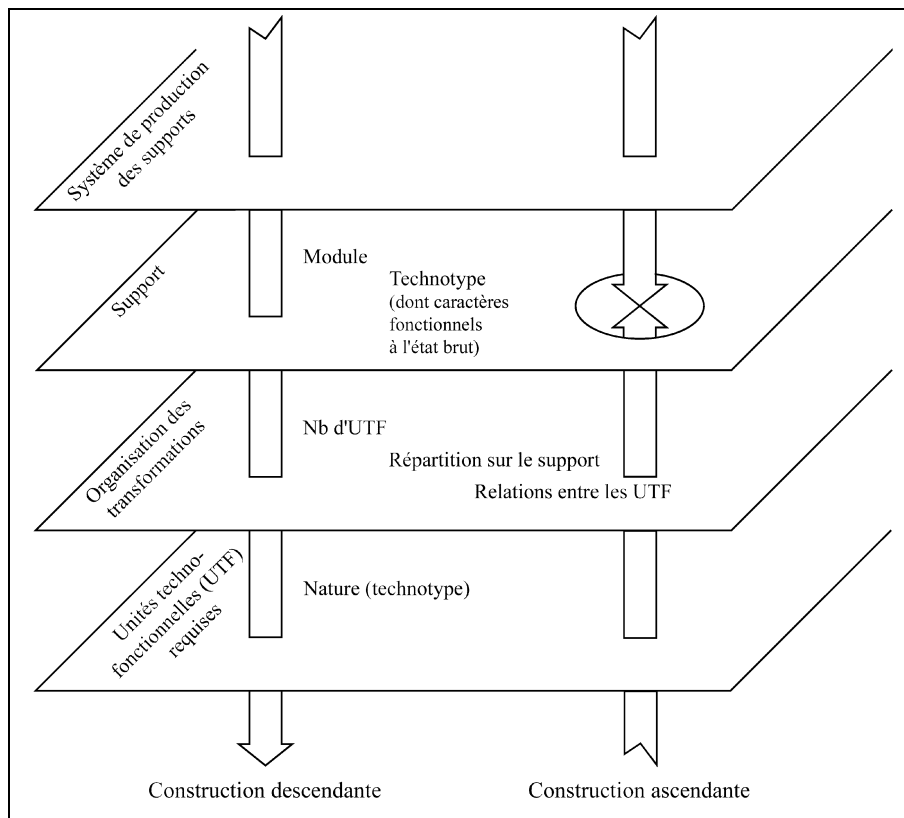 Système de production
des supports
Support
Module
Technotype
(dont caractères
fonctionnels
à l'état brut)
Organisation des
transformations
Nb d'UTF
Répartition sur le support
Relations entre les UTF
Unités techno-
fonctionnelles (UTF)
requises
Nature (technotype)
Construction descendante
Construction ascendante